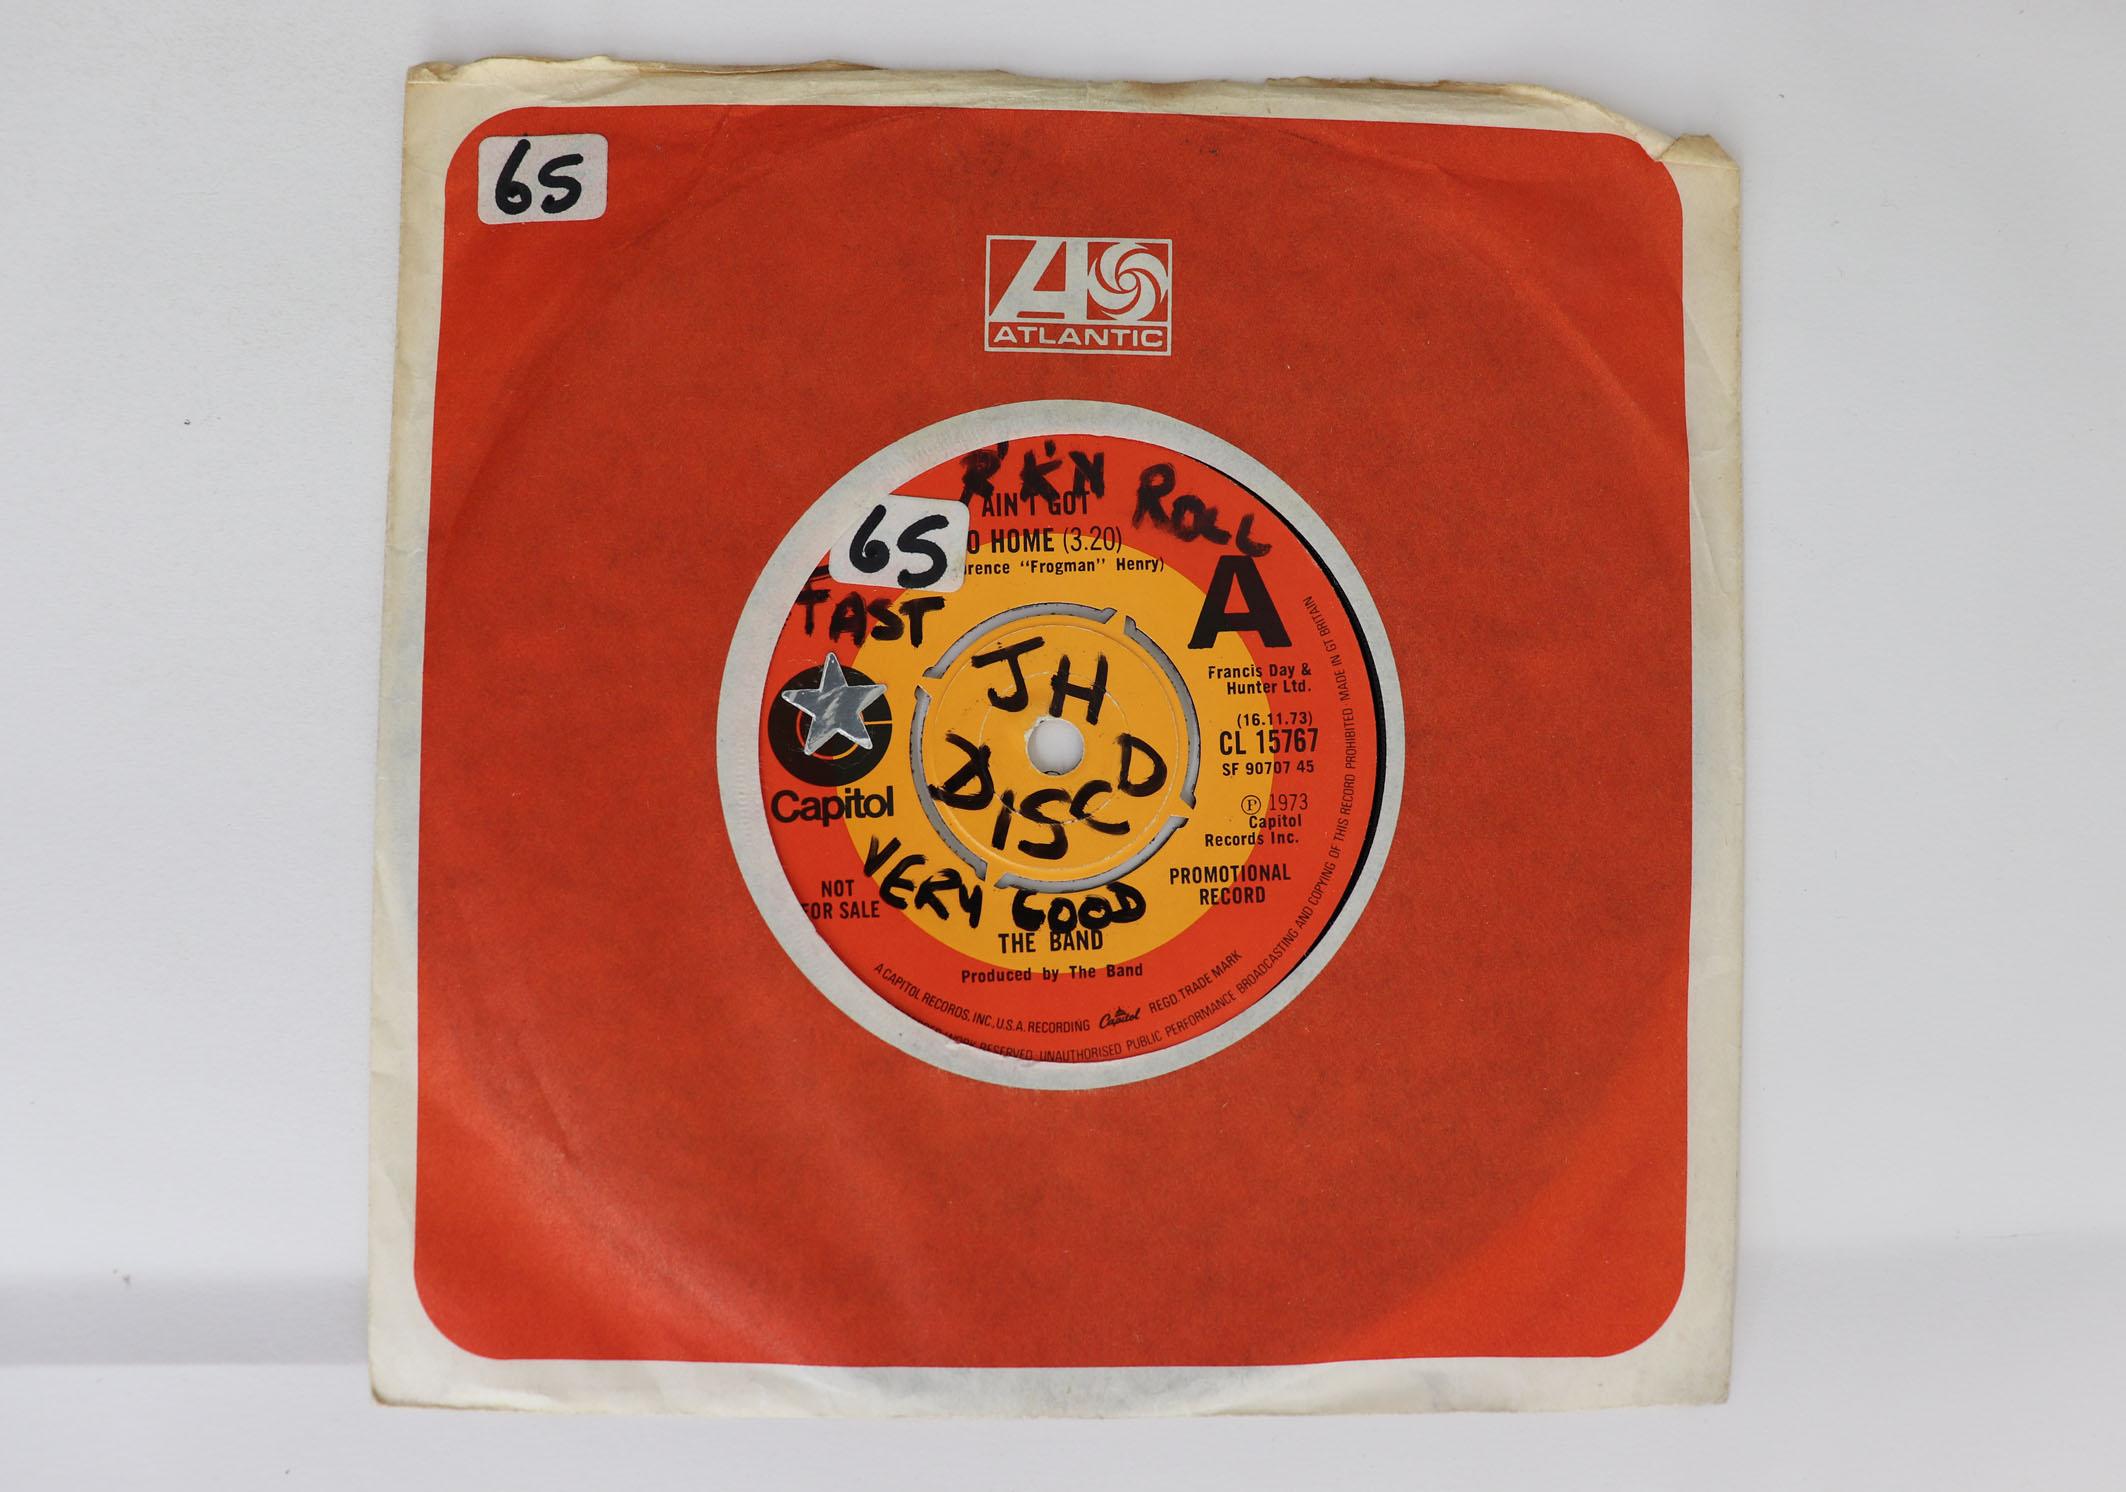 65
ATLANTIC
R'K'N ROLL
AIN'T GOT
O HOME (3.20)
rence "Frogman" Henry)
65
A
FAST
JH
DISCO
Capitol
VERY GOOD
Francis Day &
Hunter Ltd.
(16.11.73)
CL 15767
SF 90707 45
Ⓟ 1973
Capitol
Records Inc.
NOT
FOR SALE
PROMOTIONAL
RECORD
THE BAND
Produced by The Band
A CAPITOL RECORDS, INC., U.S.A. RECORDING Capitol REGD. TRADE MARK
WORK RESERVED. UNAUTHORISED PUBLIC PERFORMANCE BROADCASTING AND COPYING OF THIS RECORD PROHIBITED · MADE IN GT BRITAIN